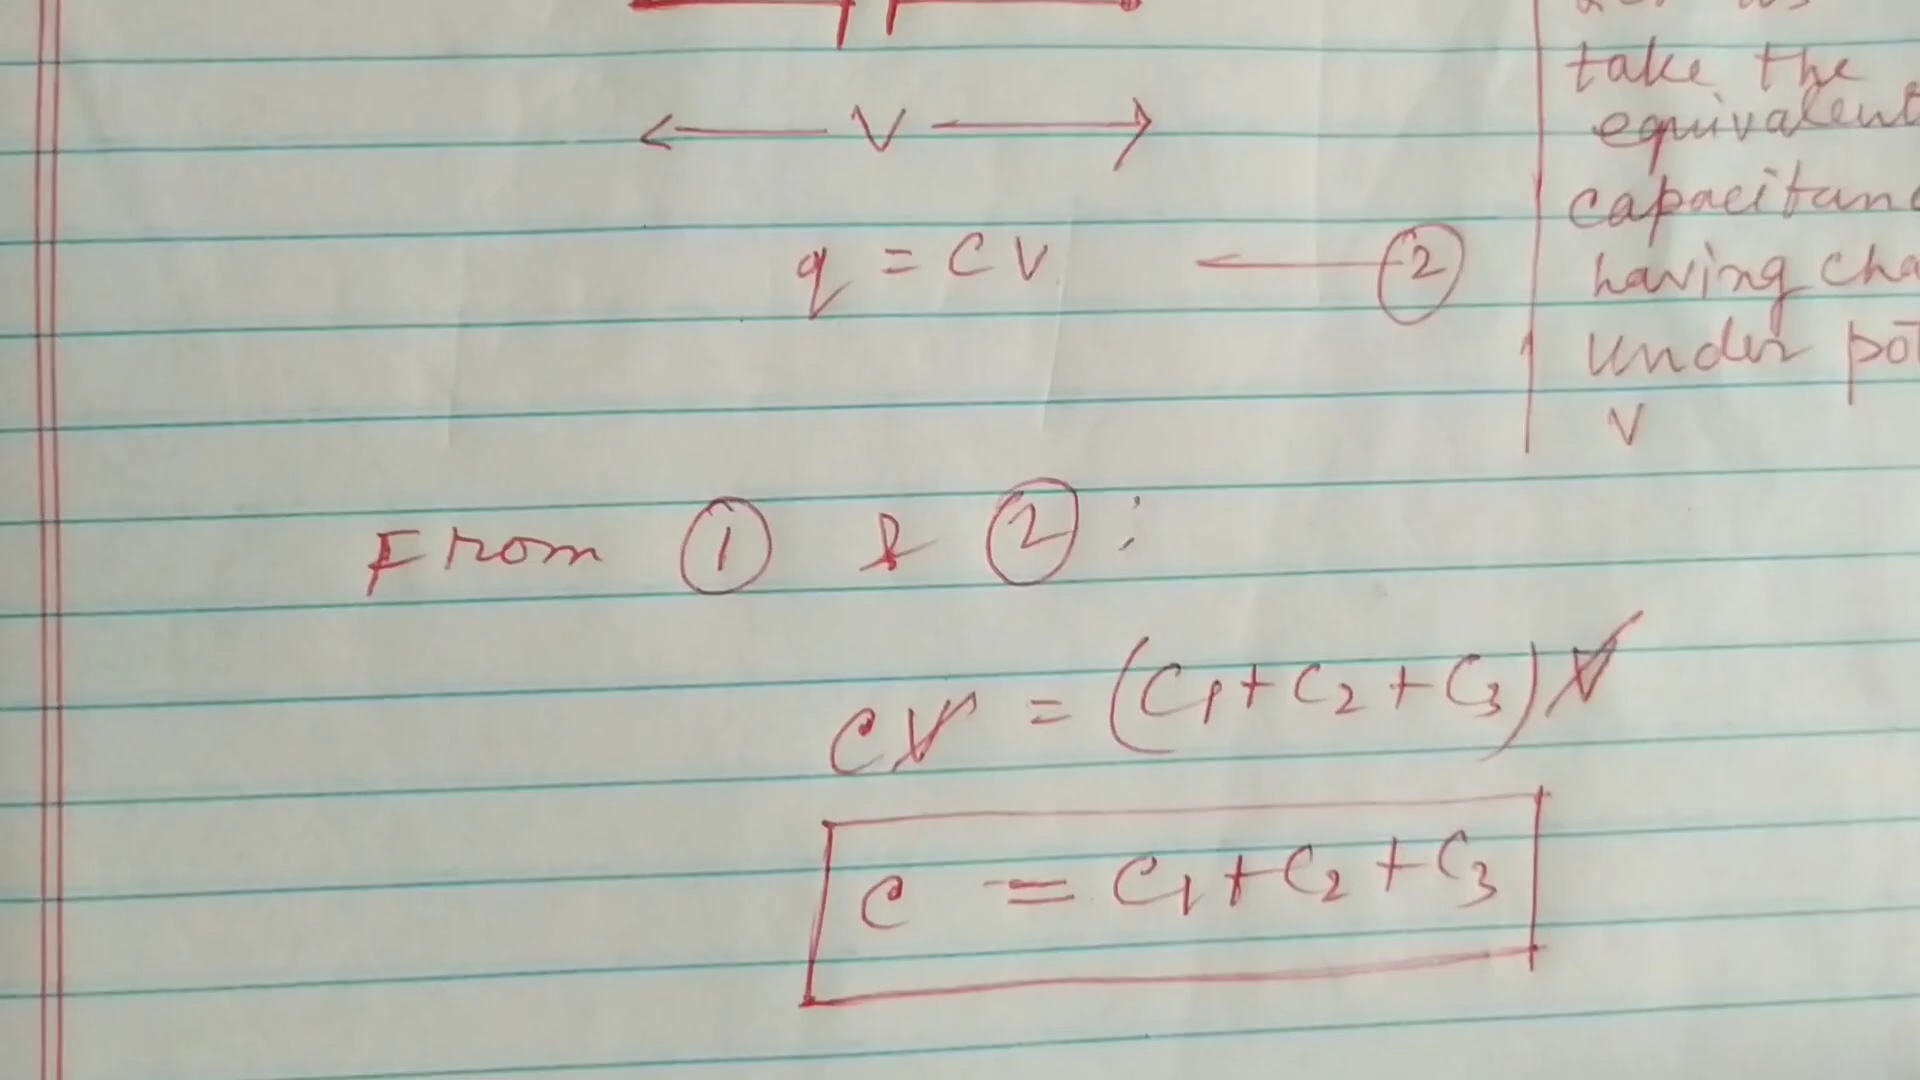 V
q = CV ② 
From ① & ② :
CV = (C1 + C2 + C3) V
C = C1 + C2 + C3
take the
equivalent
having
under
V